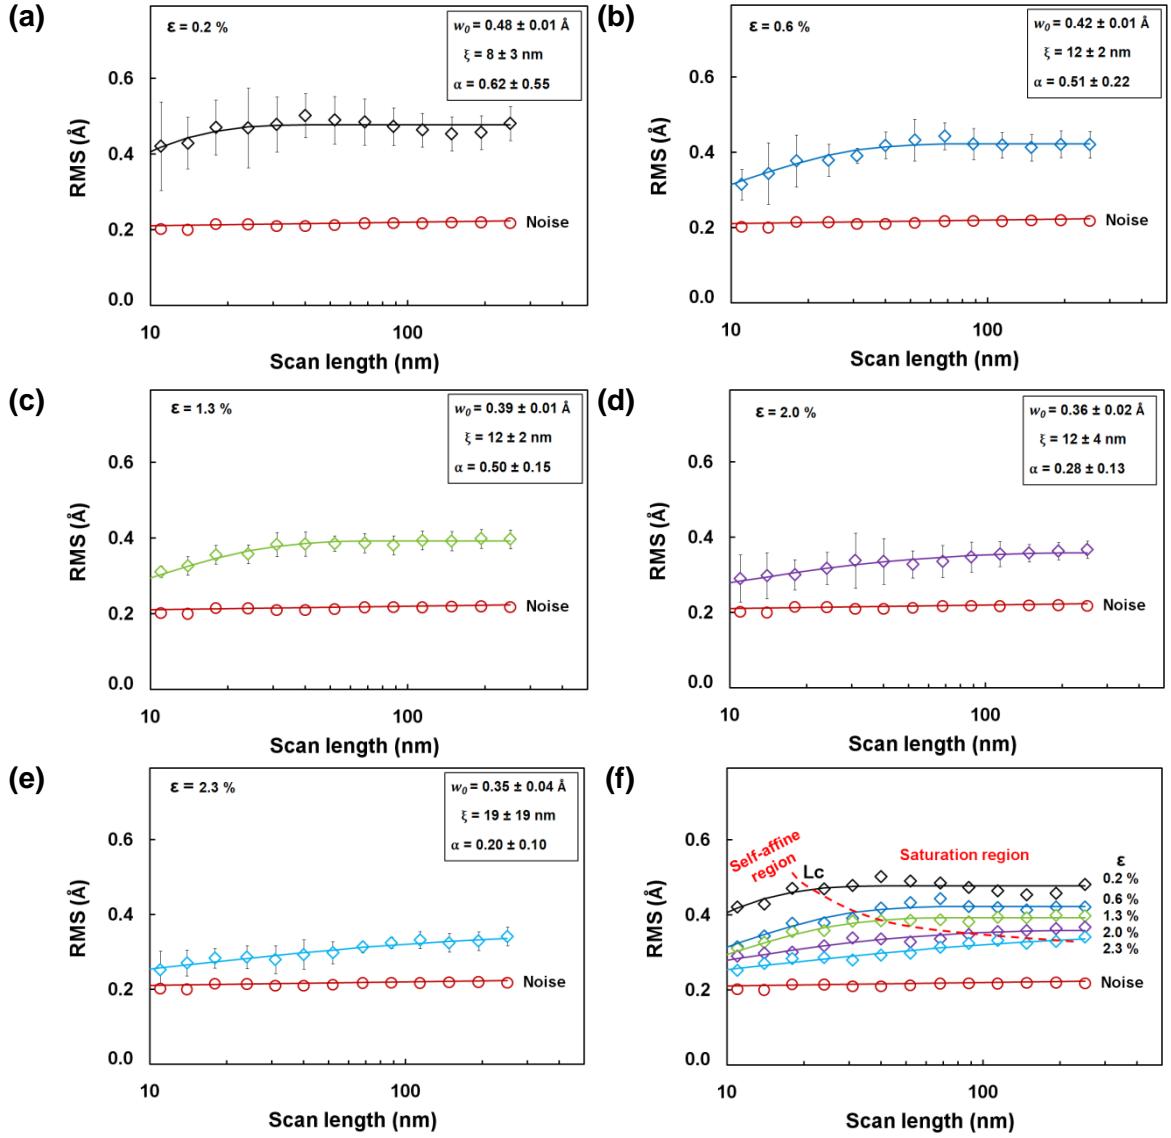 (a)
ε = 0.2 %
w0 = 0.48 ± 0.01 Å
ξ = 8 ± 3 nm
α = 0.62 ± 0.55
RMS (Å)
0.6
0.4
0.2
0.0
Noise
10
100
Scan length (nm)
(b)
ε = 0.6 %
w0 = 0.42 ± 0.01 Å
ξ = 12 ± 2 nm
α = 0.51 ± 0.22
RMS (Å)
0.6
0.4
0.2
0.0
Noise
10
100
Scan length (nm)
(c)
ε = 1.3 %
w0 = 0.39 ± 0.01 Å
ξ = 12 ± 2 nm
α = 0.50 ± 0.15
RMS (Å)
0.6
0.4
0.2
0.0
Noise
10
100
Scan length (nm)
(d)
ε = 2.0 %
w0 = 0.36 ± 0.02 Å
ξ = 12 ± 4 nm
α = 0.28 ± 0.13
RMS (Å)
0.6
0.4
0.2
0.0
Noise
10
100
Scan length (nm)
(e)
ε = 2.3 %
w0 = 0.35 ± 0.04 Å
ξ = 19 ± 19 nm
α = 0.20 ± 0.10
RMS (Å)
0.6
0.4
0.2
0.0
Noise
10
100
Scan length (nm)
(f)
RMS (Å)
0.6
0.4
0.2
0.0
Self-affine
region
Lc
Saturation region
ε
0.2 %
0.6 %
1.3 %
2.0 %
2.3 %
Noise
10
100
Scan length (nm)